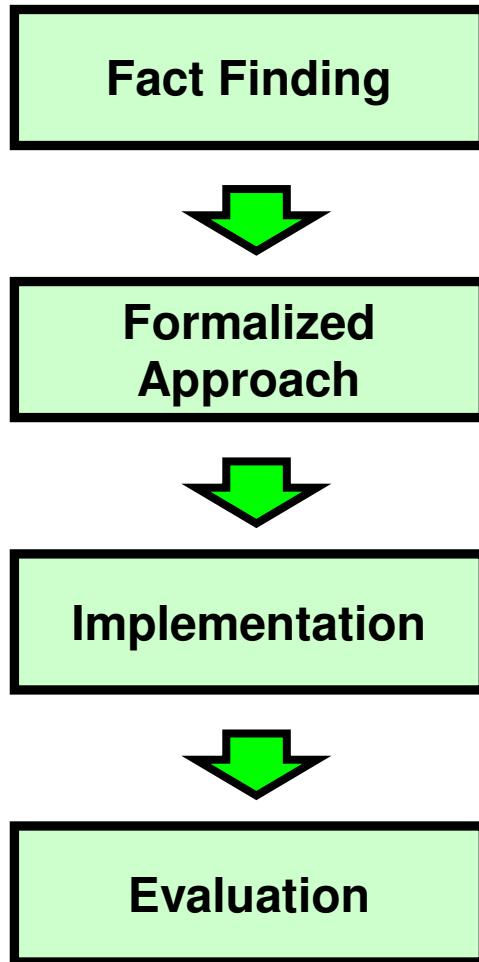 Fact Finding
Formalized
Approach
Implementation
Evaluation